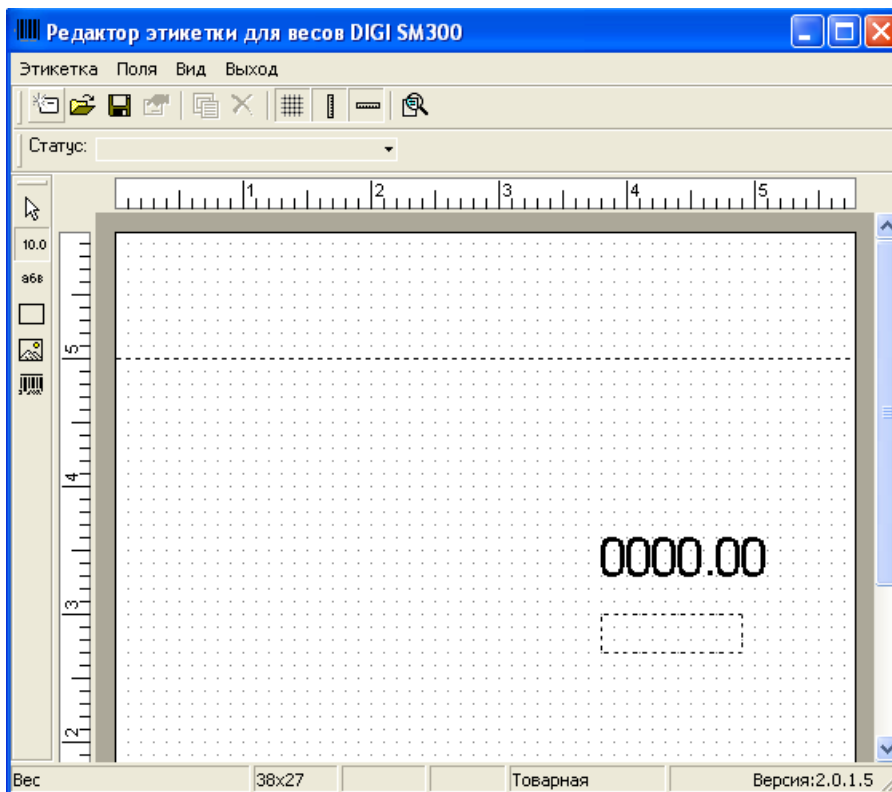 Редактор этикетки для весов DIGI SM300
Этикетка Поля Вид Выход
Статус:
1 2 3 4 5
10.0
абв
5
4
0000.00
3
2
Вес 38x27 Товарная Версия:2.0.1.5